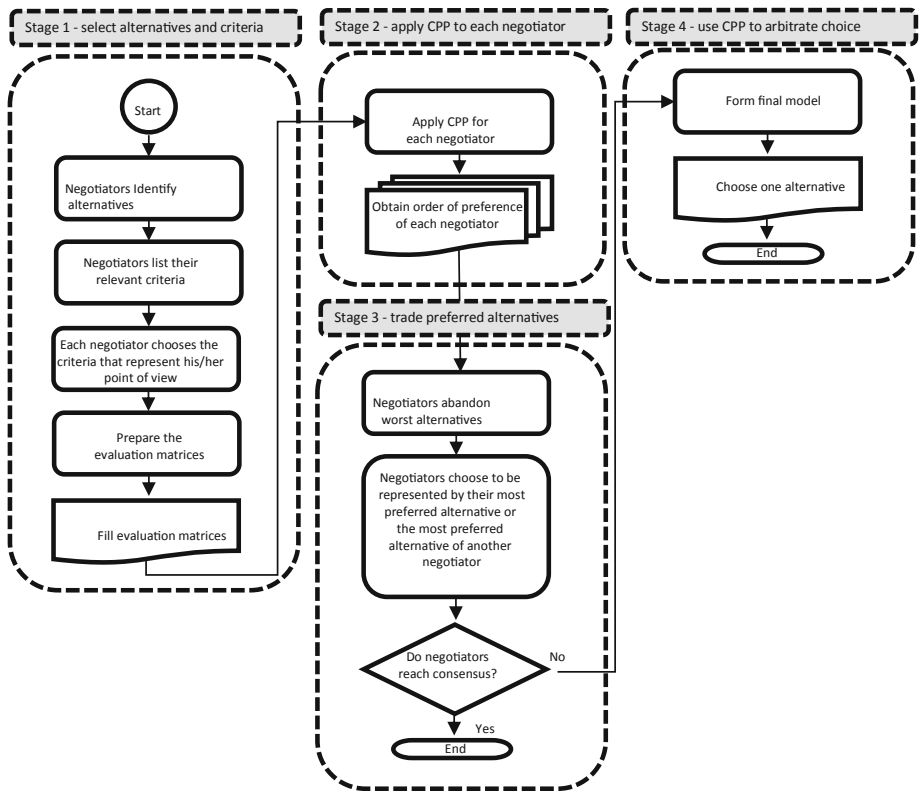 Stage 1 - select alternatives and criteria
Start
Negotiators Identify
alternatives
Negotiators list their
relevant criteria
Each negotiator chooses the
criteria that represent his/her
point of view
Prepare the
evaluation matrices
Fill evaluation matrices
Stage 2 - apply CPP to each negotiator
Apply CPP for
each negotiator
Obtain order of preference
of each negotiator
Stage 3 - trade preferred alternatives
Negotiators abandon
worst alternatives
Negotiators choose to be
represented by their most
preferred alternative or
the most preferred
alternative of another
negotiator
Do negotiators
reach consensus?
No
Yes
End
Stage 4 - use CPP to arbitrate choice
Form final model
Choose one alternative
End